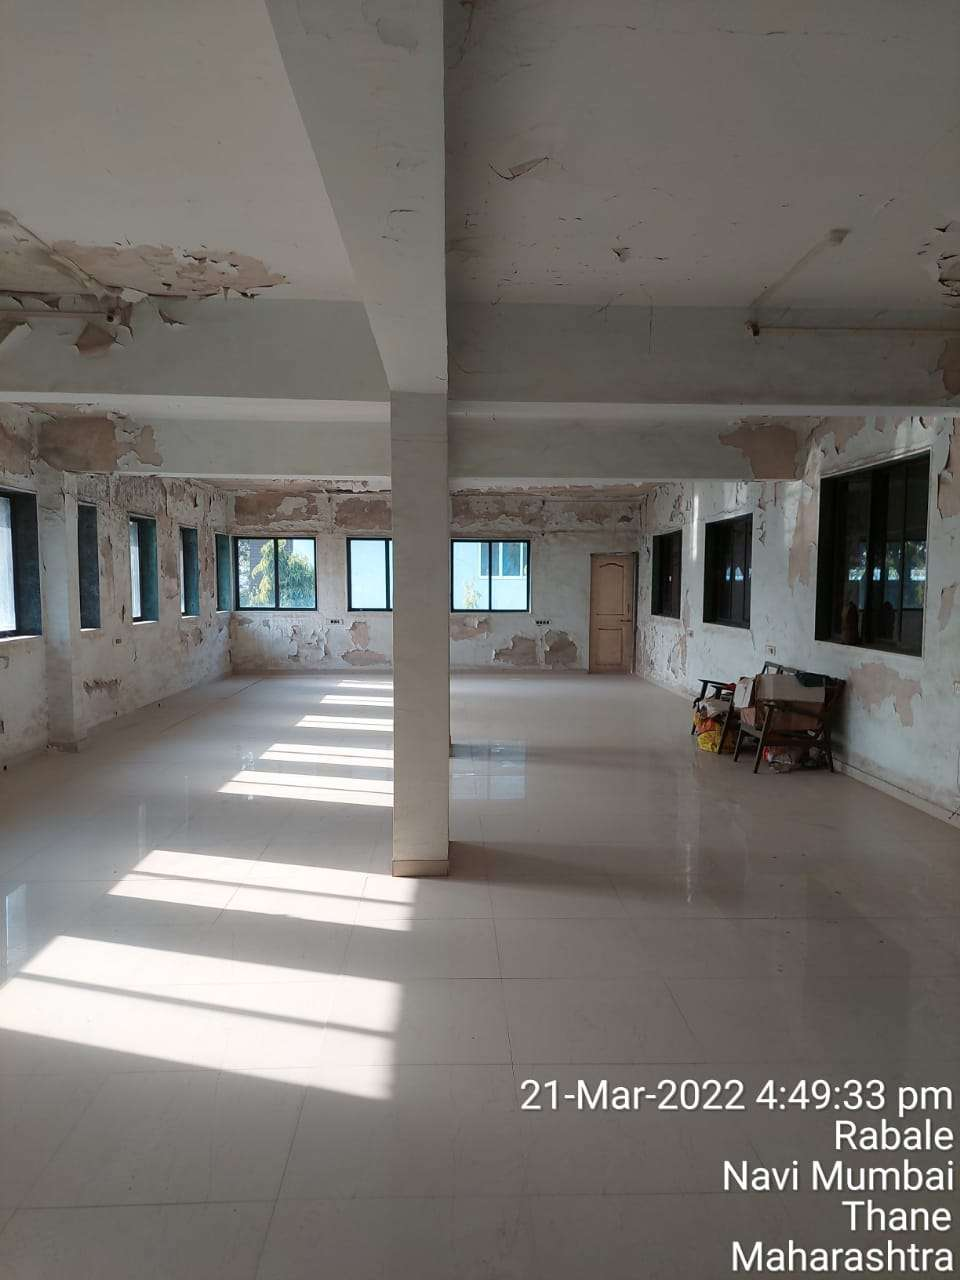 21-Mar-2022 4:49:33 pm
Rabale
Navi Mumbai
Thane
Maharashtra